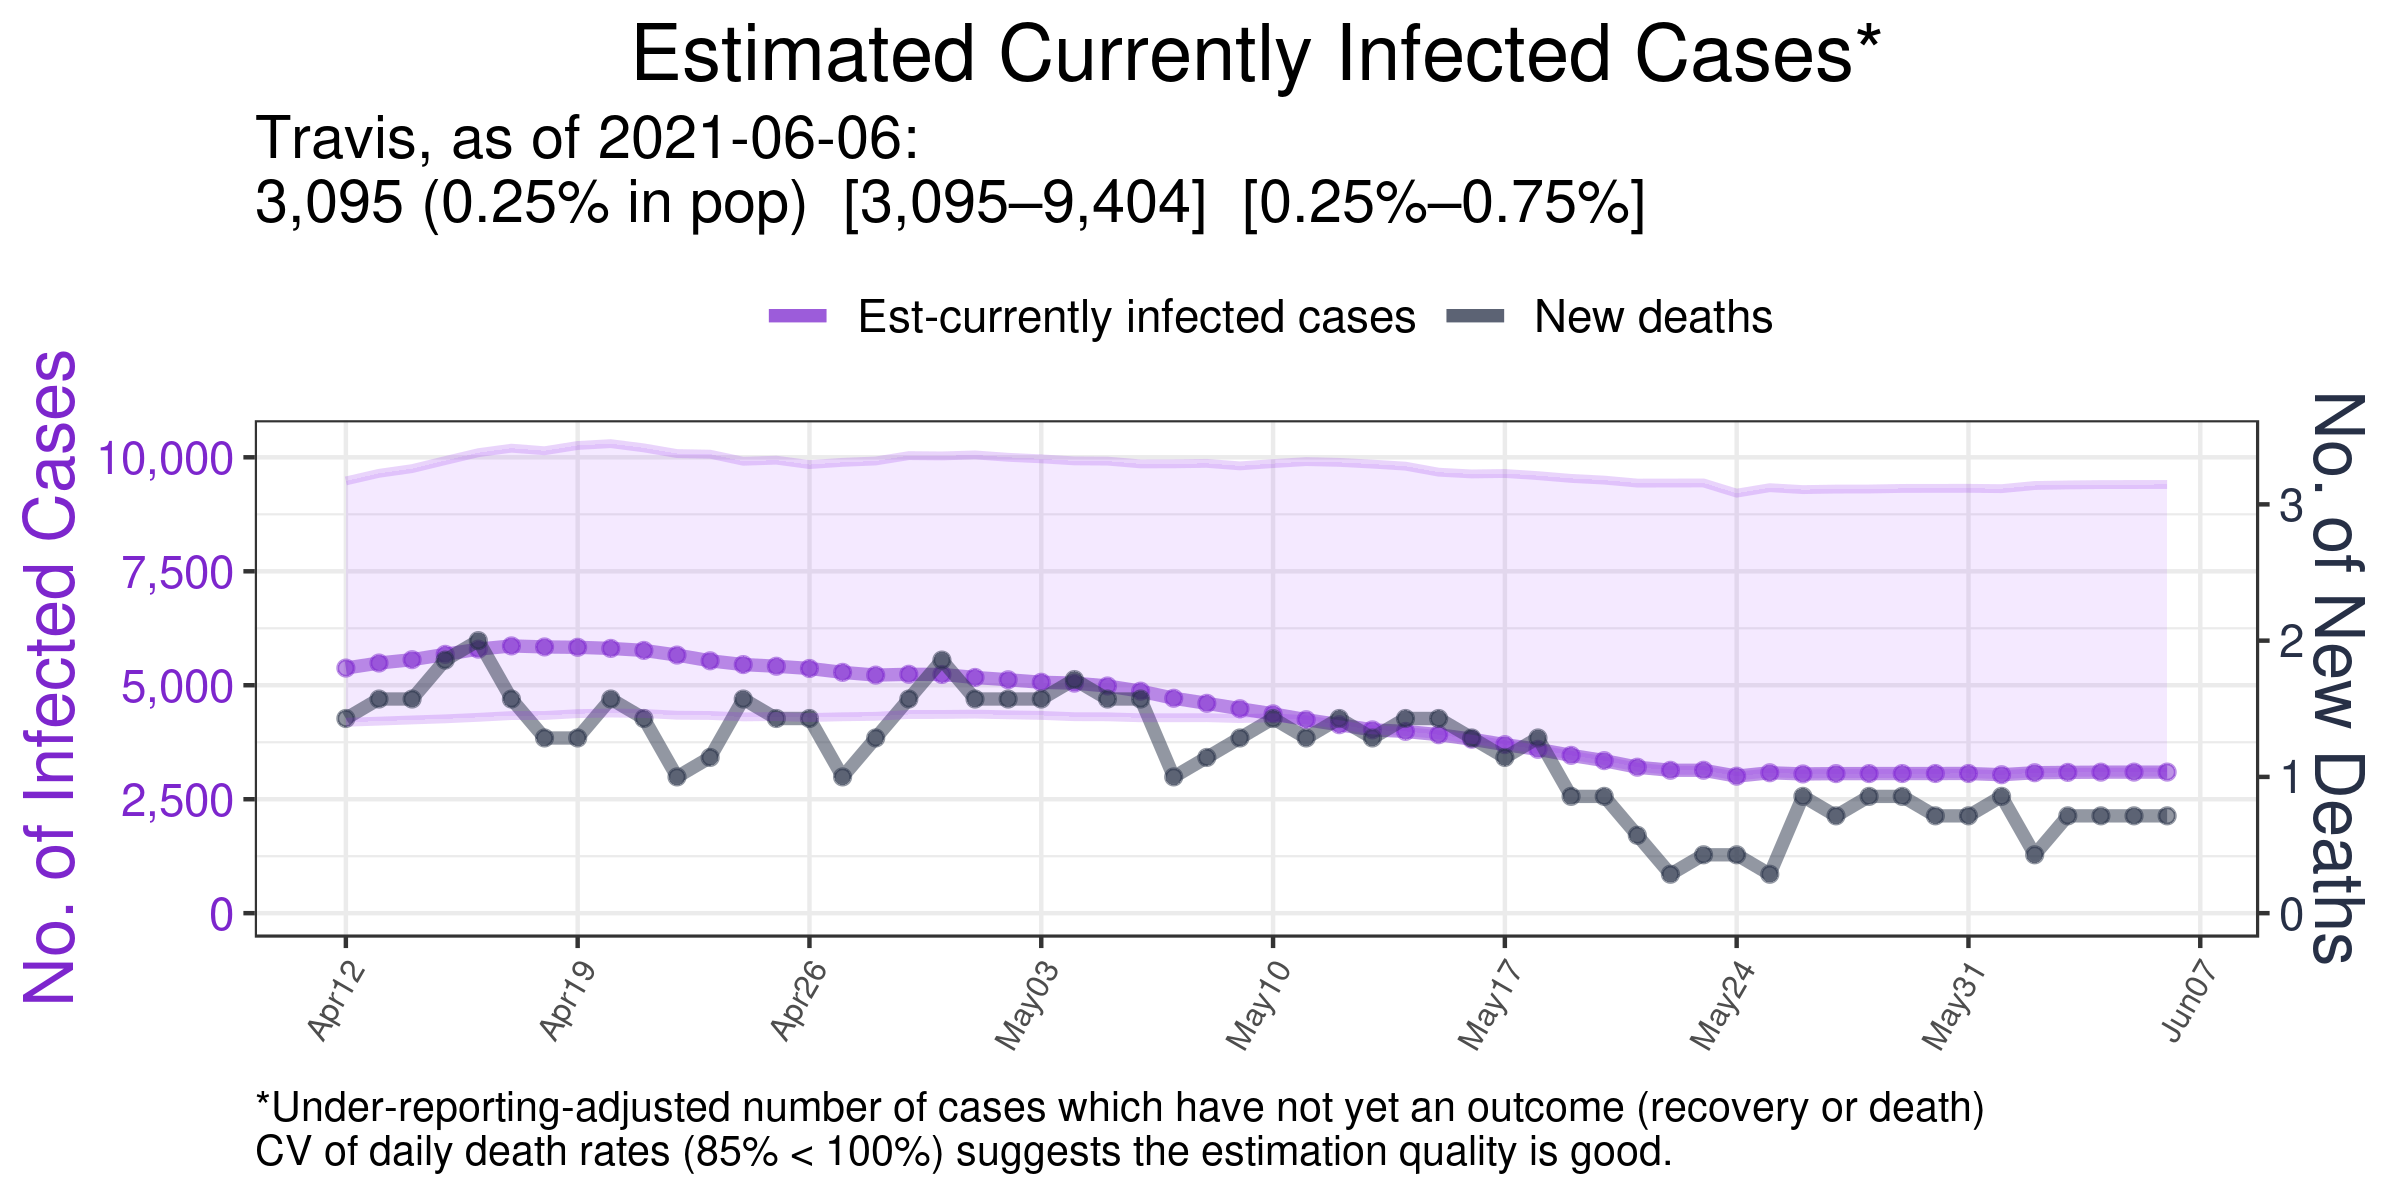 Estimated Currently Infected Cases*
Travis, as of 2021-06-06:
3,095 (0.25% in pop)  [3,095–9,404]  [0.25%–0.75%]
Est-currently infected cases
New deaths
No. of Infected Cases
10,000
7,500
5,000
2,500
0
No. of New Deaths
3
2
1
0
Apr12
Apr19
Apr26
May03
May10
May17
May24
May31
Jun07
*Under-reporting-adjusted number of cases which have not yet an outcome (recovery or death)
CV of daily death rates (85% < 100%) suggests the estimation quality is good.